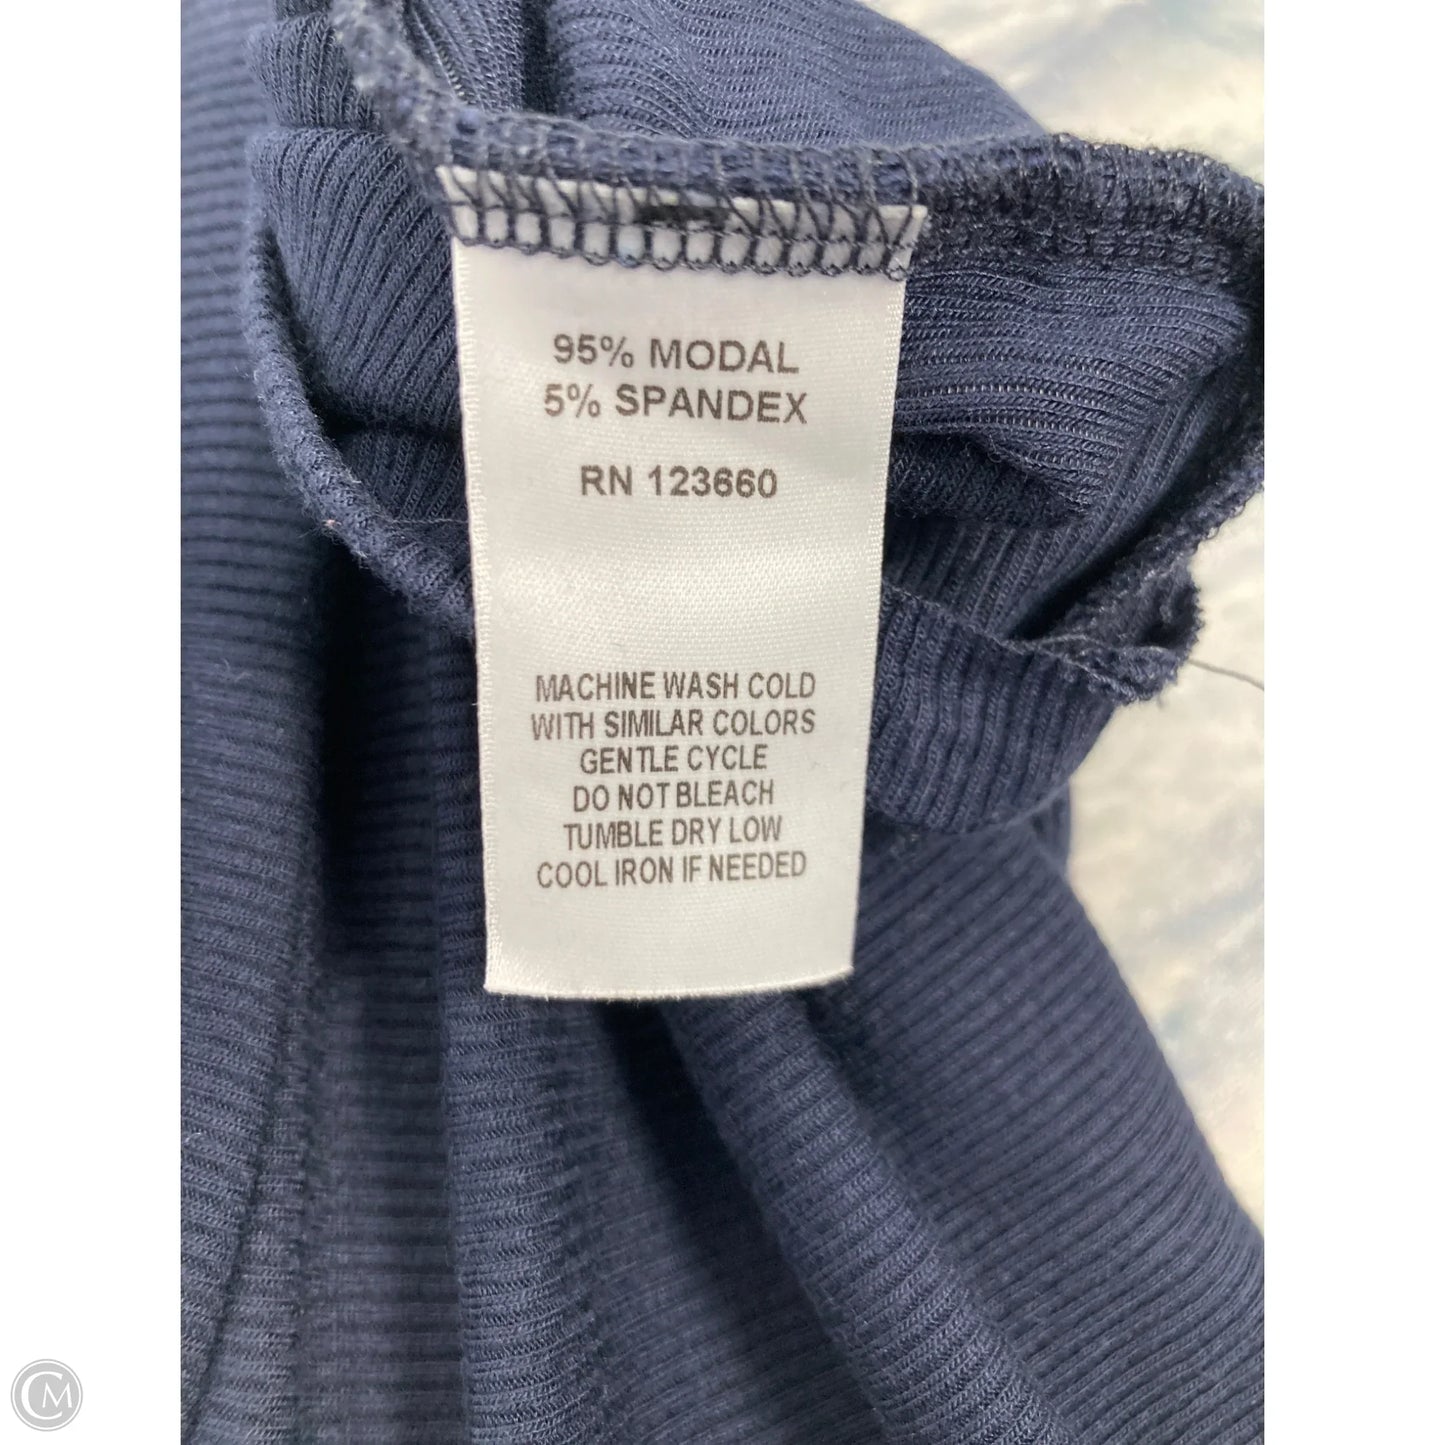 95% MODAL
5% SPANDEX
RN 123660
MACHINE WASH COLD
WITH SIMILAR COLORS
GENTLE CYCLE
DO NOT BLEACH
TUMBLE DRY LOW
COOL IRON IF NEEDED
CM